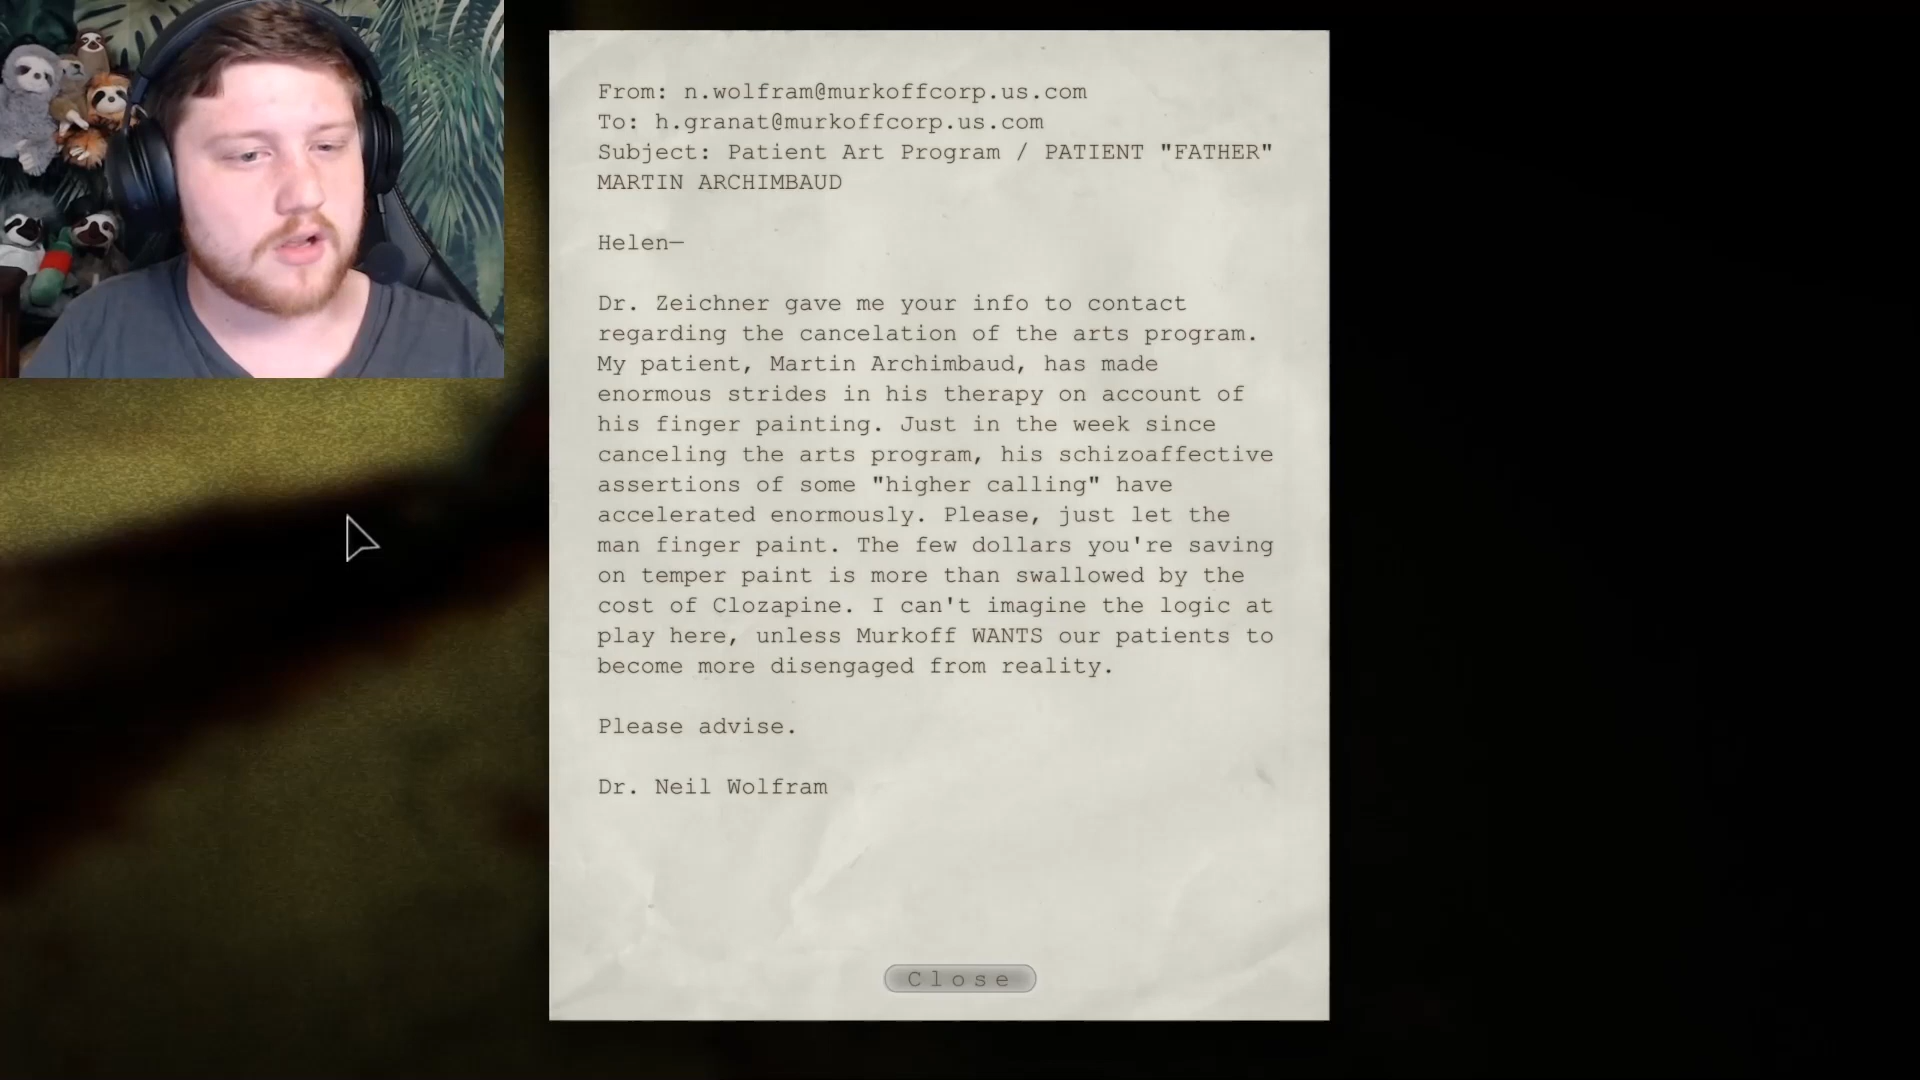 From: n.wolfram@murkoffcorp.us.com
To: h.granat@murkoffcorp.us.com
Subject: Patient Art Program / PATIENT "FATHER"
MARTIN ARCHIMBAUD
Helen—
Dr. Zeichner gave me your info to contact
regarding the cancelation of the arts program.
My patient, Martin Archimbaud, has made
enormous strides in his therapy on account of
his finger painting. Just in the week since
canceling the arts program, his schizoaffective
assertions of some "higher calling" have
accelerated enormously. Please, just let the
man finger paint. The few dollars you're saving
on temper paint is more than swallowed by the
cost of Clozapine. I can't imagine the logic at
play here, unless Murkoff WANTS our patients to
become more disengaged from reality.
Please advise.
Dr. Neil Wolfram
Close